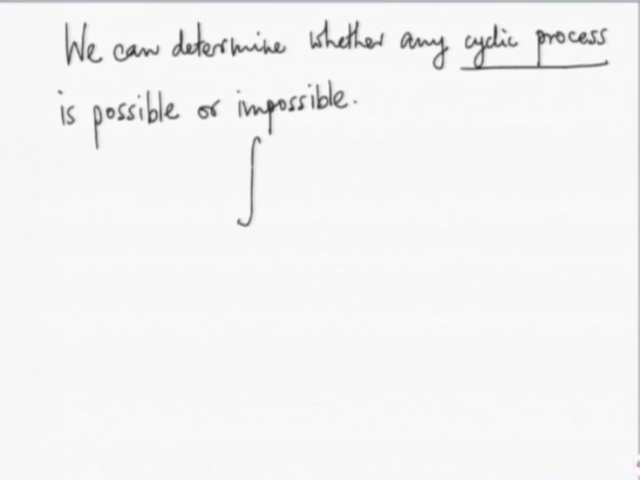 We can determine whether any cyclic process
is possible or impossible.
∫